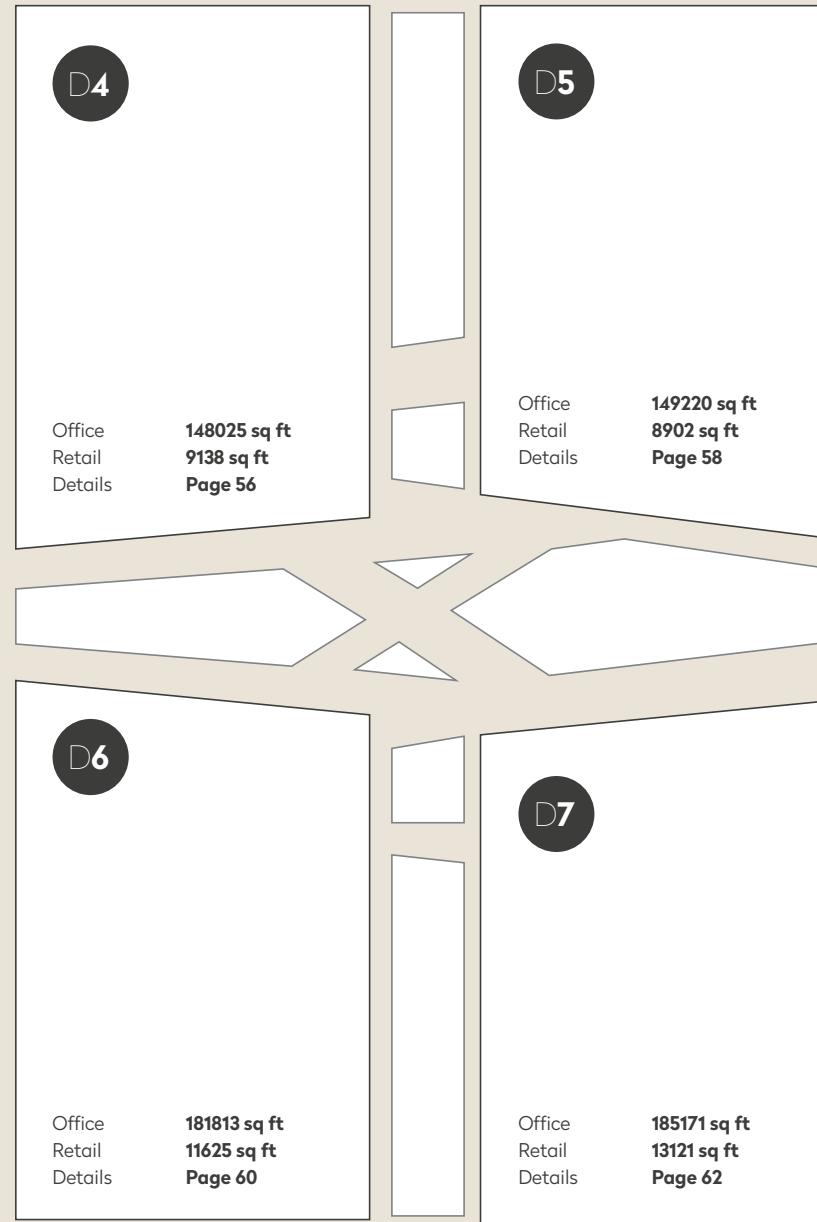 D4
Office 148025 sq ft
Retail 9138 sq ft
Details Page 56
D5
Office 149220 sq ft
Retail 8902 sq ft
Details Page 58
D6
Office 181813 sq ft
Retail 11625 sq ft
Details Page 60
D7
Office 185171 sq ft
Retail 13121 sq ft
Details Page 62